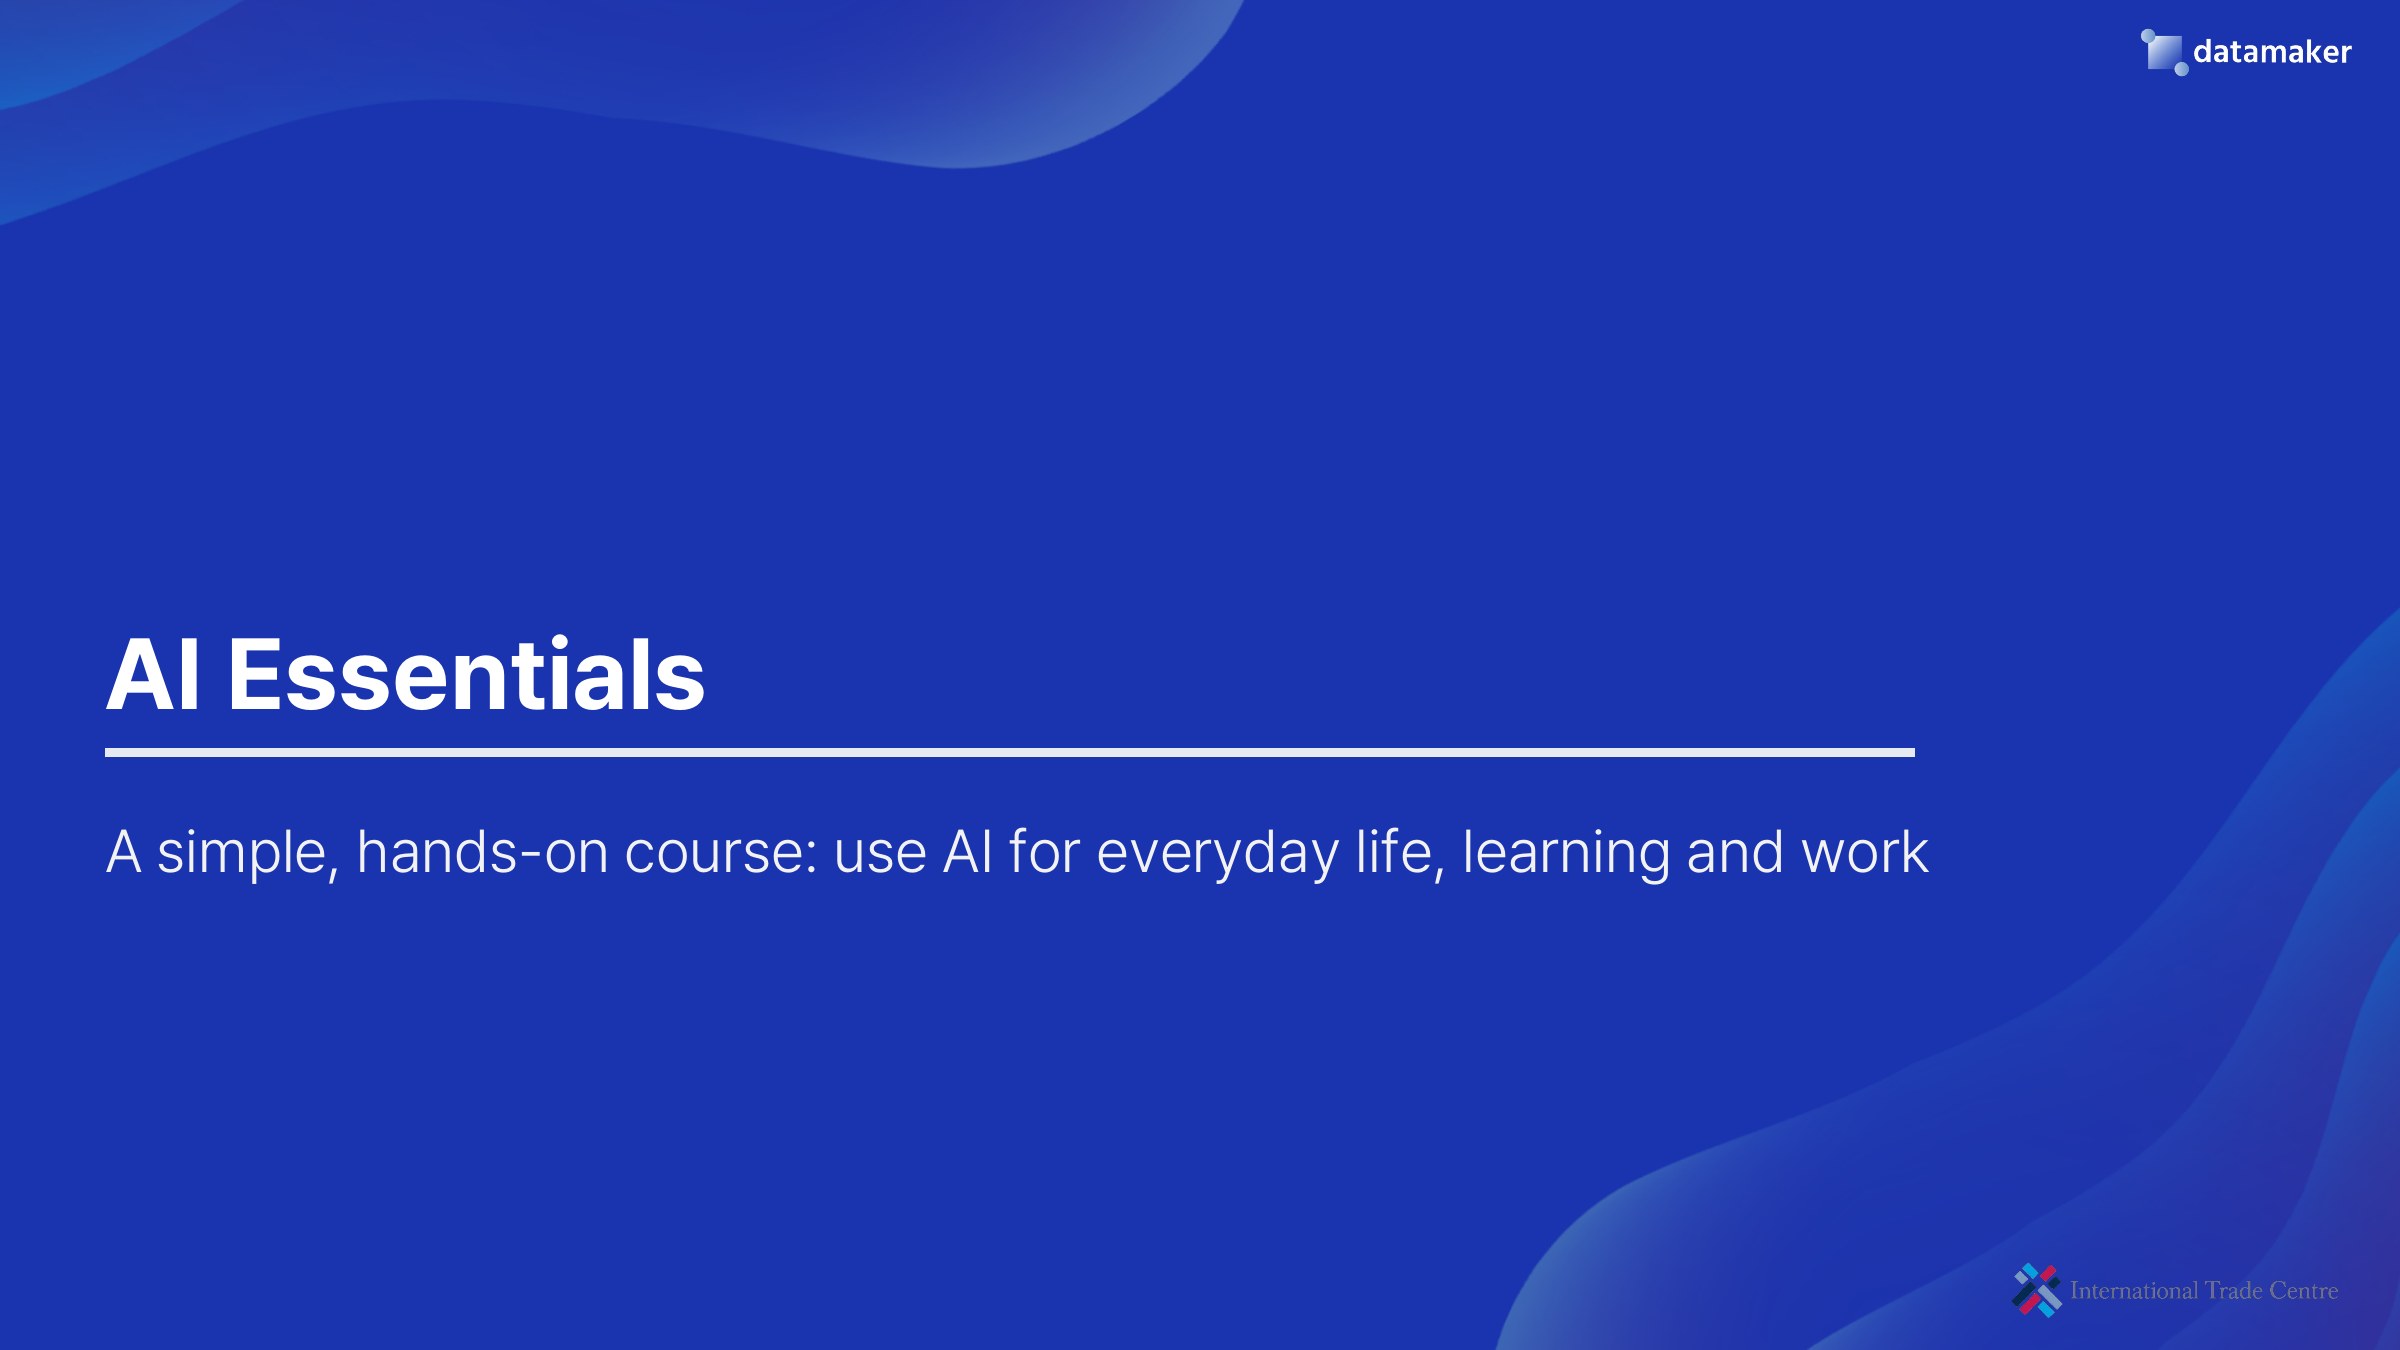 datamaker
AI Essentials
A simple, hands-on course: use AI for everyday life, learning and work
International Trade Centre